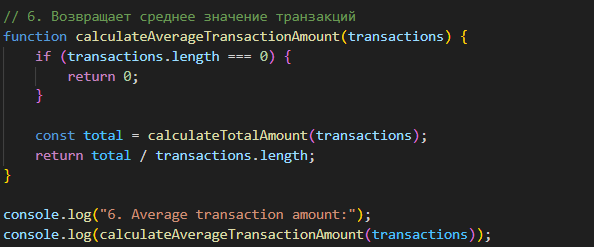 // 6. Возвращает среднее значение транзакций
function calculateAverageTransactionAmount(transactions) {
    if (transactions.length === 0) {
        return 0;
    }

    const total = calculateTotalAmount(transactions);
    return total / transactions.length;
}

console.log("6. Average transaction amount:");
console.log(calculateAverageTransactionAmount(transactions));